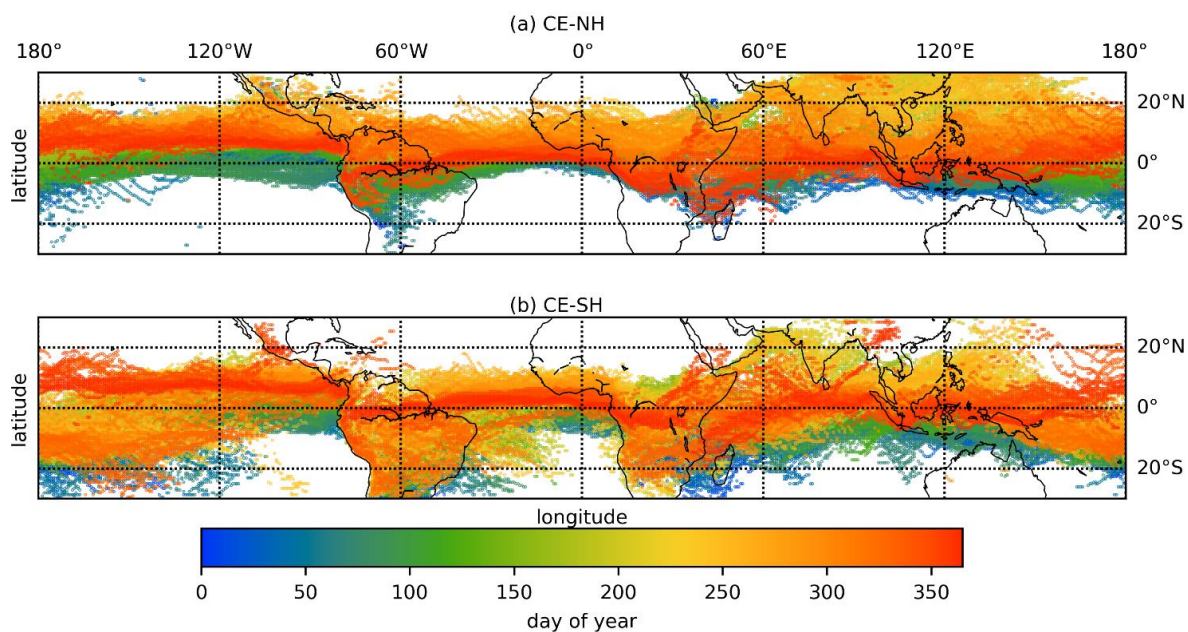 (a) CE-NH
180° 120°W 60°W 0° 60°E 120°E 180°
20°N
0°
20°S
latitude
(b) CE-SH
20°N
0°
20°S
latitude
longitude
0 50 100 150 200 250 300 350
day of year